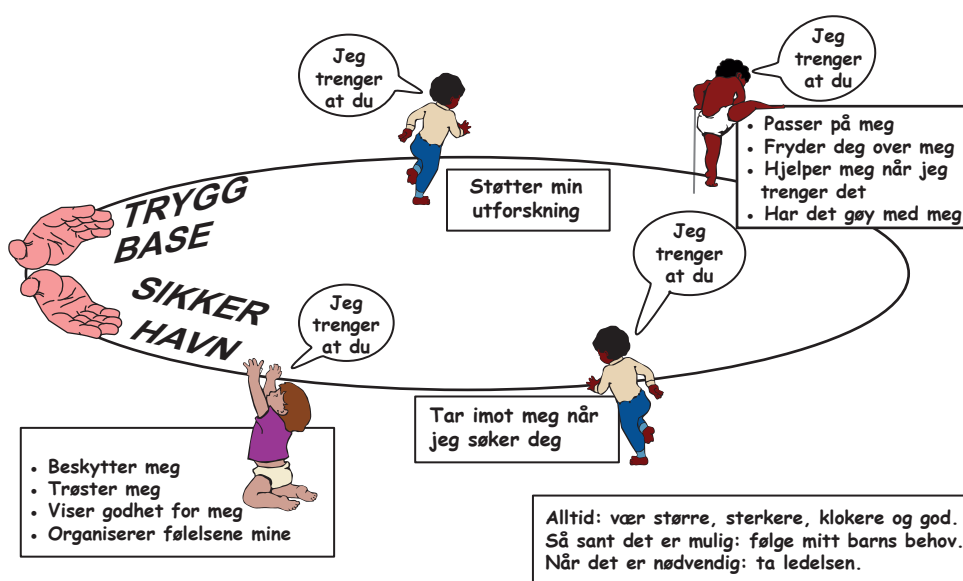 Jeg
trenger
at du
Jeg
trenger
at du
• Passer på meg
• Fryder deg over meg
• Hjelper meg når jeg
trenger det
• Har det gøy med meg
Støtter min
utforskning
TRYGG
BASE
SIKKER
HAVN
Jeg
trenger
at du
Jeg
trenger
at du
Tar imot meg når
jeg søker deg
• Beskytter meg
• Trøster meg
• Viser godhet for meg
• Organiserer følelsene mine
Alltid: vær større, sterkere, klokere og god.
Så sant det er mulig: følge mitt barns behov.
Når det er nødvendig: ta ledelsen.